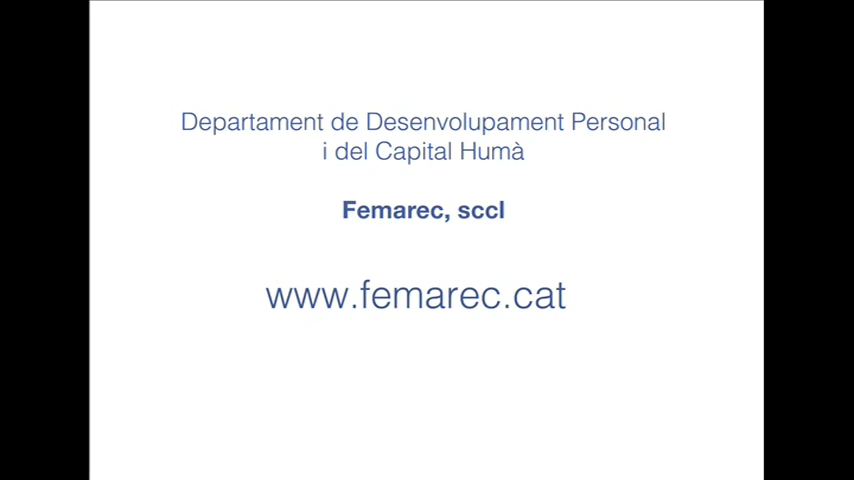 Departament de Desenvolupament Personal
i del Capital Humà
Femarec, sccl
www.femarec.cat